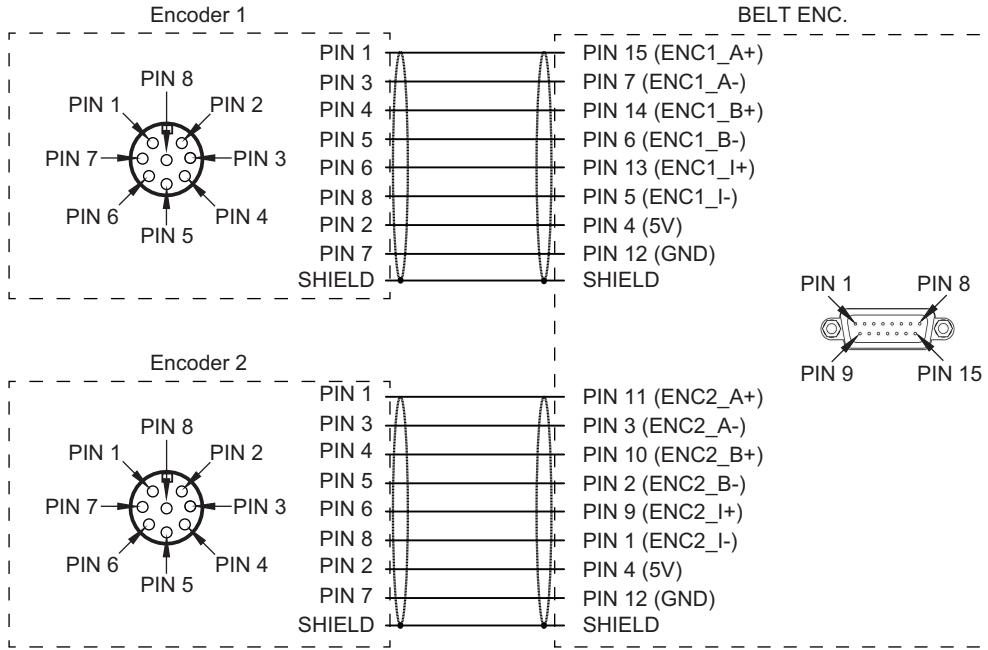 Encoder 1
BELT ENC.
PIN 1 PIN 15 (ENC1_A+)
PIN 3 PIN 7 (ENC1_A-)
PIN 4 PIN 14 (ENC1_B+)
PIN 5 PIN 6 (ENC1_B-)
PIN 6 PIN 13 (ENC1_I+)
PIN 8 PIN 5 (ENC1_I-)
PIN 2 PIN 4 (5V)
PIN 7 PIN 12 (GND)
SHIELD SHIELD
PIN 8
PIN 1
PIN 2
PIN 7
PIN 3
PIN 6
PIN 4
PIN 5
PIN 1
PIN 8
PIN 9
PIN 15
Encoder 2
PIN 1 PIN 11 (ENC2_A+)
PIN 3 PIN 3 (ENC2_A-)
PIN 4 PIN 10 (ENC2_B+)
PIN 5 PIN 2 (ENC2_B-)
PIN 6 PIN 9 (ENC2_I+)
PIN 8 PIN 1 (ENC2_I-)
PIN 2 PIN 4 (5V)
PIN 7 PIN 12 (GND)
SHIELD SHIELD
PIN 8
PIN 1
PIN 2
PIN 7
PIN 3
PIN 6
PIN 4
PIN 5